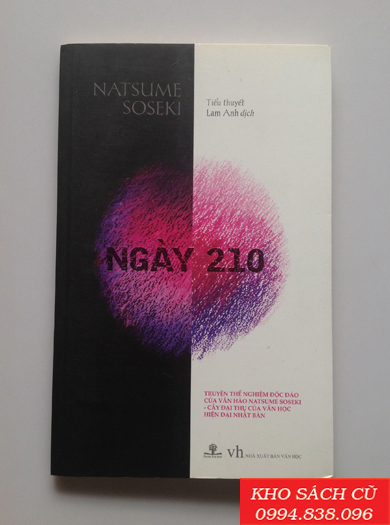 NATSUME
SOSEKI
Tiểu thuyết
Lam Anh dịch
NGÀY 210
TRUYỆN THỂ NGHIỆM ĐỘC ĐÁO
CỦA VĂN HÀO NATSUME SOSEKI
- CÂY ĐẠI THỤ CỦA VĂN HỌC
HIỆN ĐẠI NHẬT BẢN
vh NHÀ XUẤT BẢN VĂN HỌC
KHO SÁCH CŨ
0994.838.096